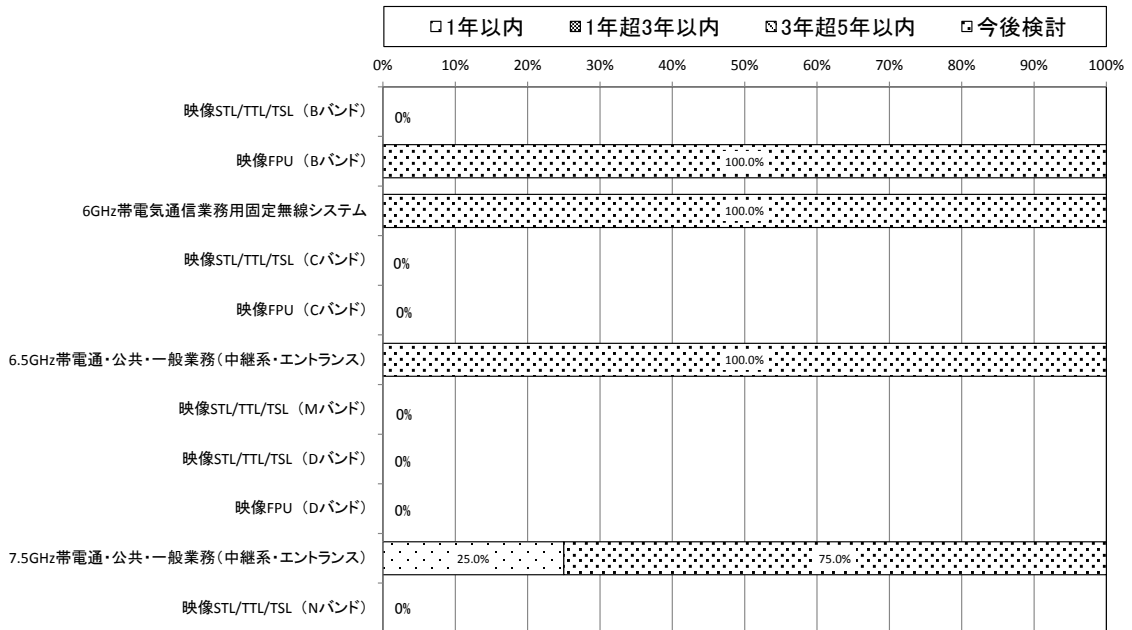 1年以内 1年超3年以内 3年超5年以内 今後検討
0% 10% 20% 30% 40% 50% 60% 70% 80% 90% 100%
映像STL/TTL/TSL（Bバンド） 0%
映像FPU（Bバンド） 100.0%
6GHz帯電気通信業務用固定無線システム 100.0%
映像STL/TTL/TSL（Cバンド） 0%
映像FPU（Cバンド） 0%
6.5GHz帯電通・公共・一般業務（中継系・エントランス） 100.0%
映像STL/TTL/TSL（Mバンド） 0%
映像STL/TTL/TSL（Dバンド） 0%
映像FPU（Dバンド） 0%
7.5GHz帯電通・公共・一般業務（中継系・エントランス） 25.0% 75.0%
映像STL/TTL/TSL（Nバンド） 0%